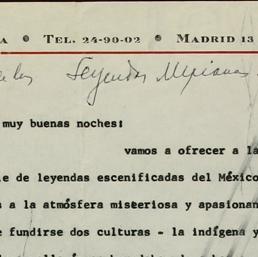 A • TEL. 24-90-02 • MADRID 13
Leyendas Mexicanas
muy buenas noches:
vamos a ofrecer a la
e de leyendas escenificadas del México
s a la atmósfera misteriosa y apasionan
e fundirse dos culturas - la indígena y